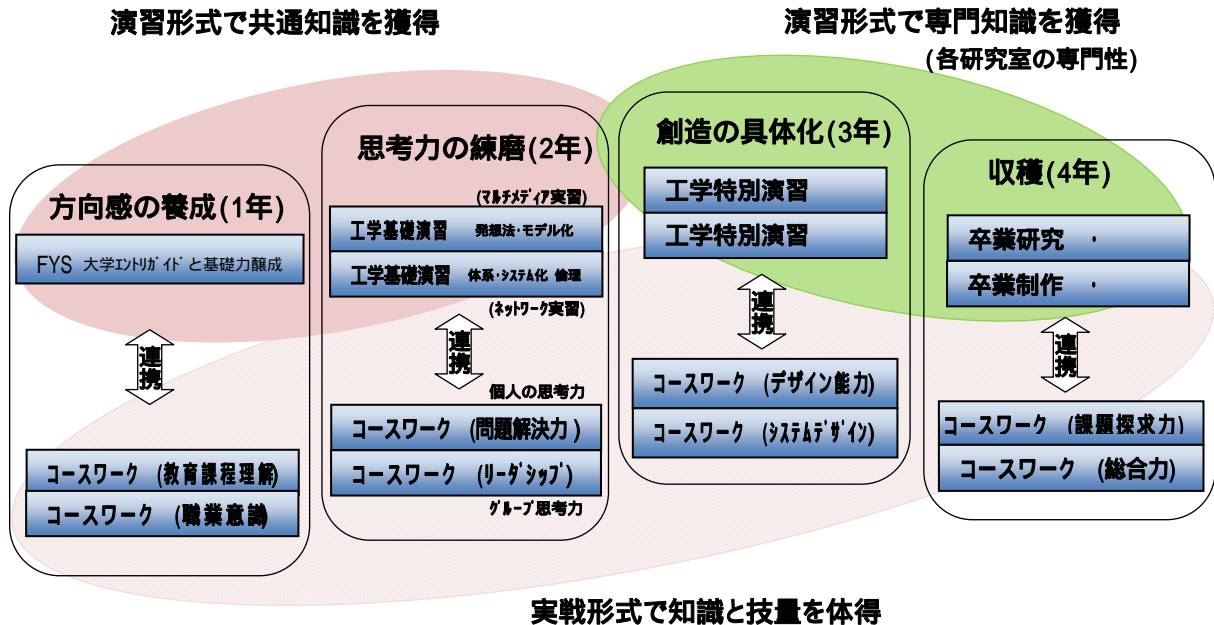 演習形式で共通知識を獲得
演習形式で専門知識を獲得
(各研究室の専門性)
方向感の養成(1年)
FYS 大学エントリガイドと基礎力醸成
連携
コースワーク (教育課程理解)
コースワーク (職業意識)
思考力の練磨(2年)
(マルチメディア実習)
工学基礎演習 発想法・モデル化
工学基礎演習 体系・システム化 倫理
(ネットワーク実習)
連携
個人の思考力
コースワーク (問題解決力)
コースワーク (リーダシップ)
グループ思考力
創造の具体化(3年)
工学特別演習
工学特別演習
連携
コースワーク (デザイン能力)
コースワーク (システムデザイン)
収穫(4年)
卒業研究 ・
卒業制作 ・
連携
コースワーク (課題探求力)
コースワーク (総合力)
実戦形式で知識と技量を体得